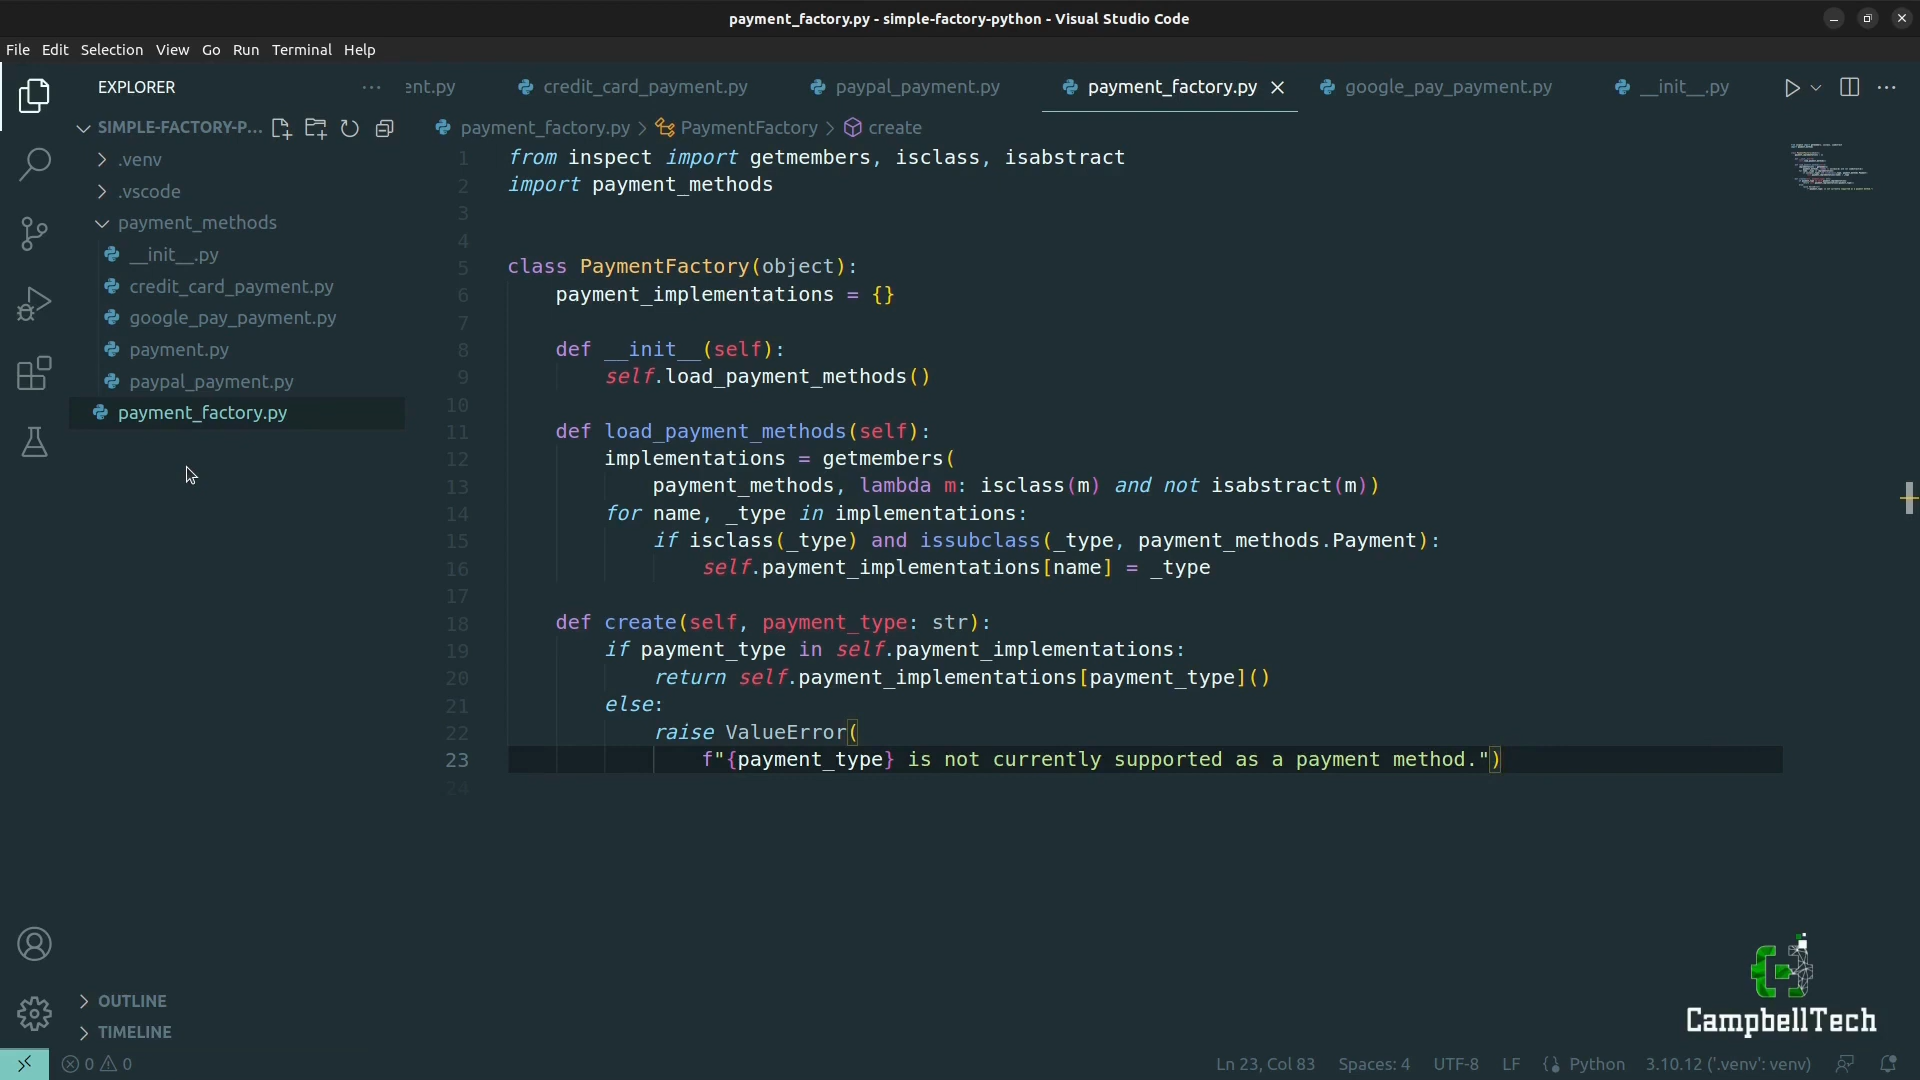 payment_factory.py - simple-factory-python - Visual Studio Code
File Edit Selection View Go Run Terminal Help
EXPLORER
ent.py credit_card_payment.py paypal_payment.py payment_factory.py google_pay_payment.py __init__.py
SIMPLE-FACTORY-P...
payment_factory.py > PaymentFactory > create
.venv
.vscode
payment_methods
__init__.py
credit_card_payment.py
google_pay_payment.py
payment.py
paypal_payment.py
payment_factory.py
1 from inspect import getmembers, isclass, isabstract
2 import payment_methods
3
4
5 class PaymentFactory(object):
6     payment_implementations = {}
7
8     def __init__(self):
9         self.load_payment_methods()
10
11     def load_payment_methods(self):
12         implementations = getmembers(
13             payment_methods, lambda m: isclass(m) and not isabstract(m))
14         for name, _type in implementations:
15             if isclass(_type) and issubclass(_type, payment_methods.Payment):
16                 self.payment_implementations[name] = _type
17
18     def create(self, payment_type: str):
19         if payment_type in self.payment_implementations:
20             return self.payment_implementations[payment_type]()
21         else:
22             raise ValueError(
23                 f"{payment_type} is not currently supported as a payment method.")
24
OUTLINE
TIMELINE
CampbellTech
0 0 Ln 23, Col 83 Spaces: 4 UTF-8 LF Python 3.10.12 ('.venv': venv)